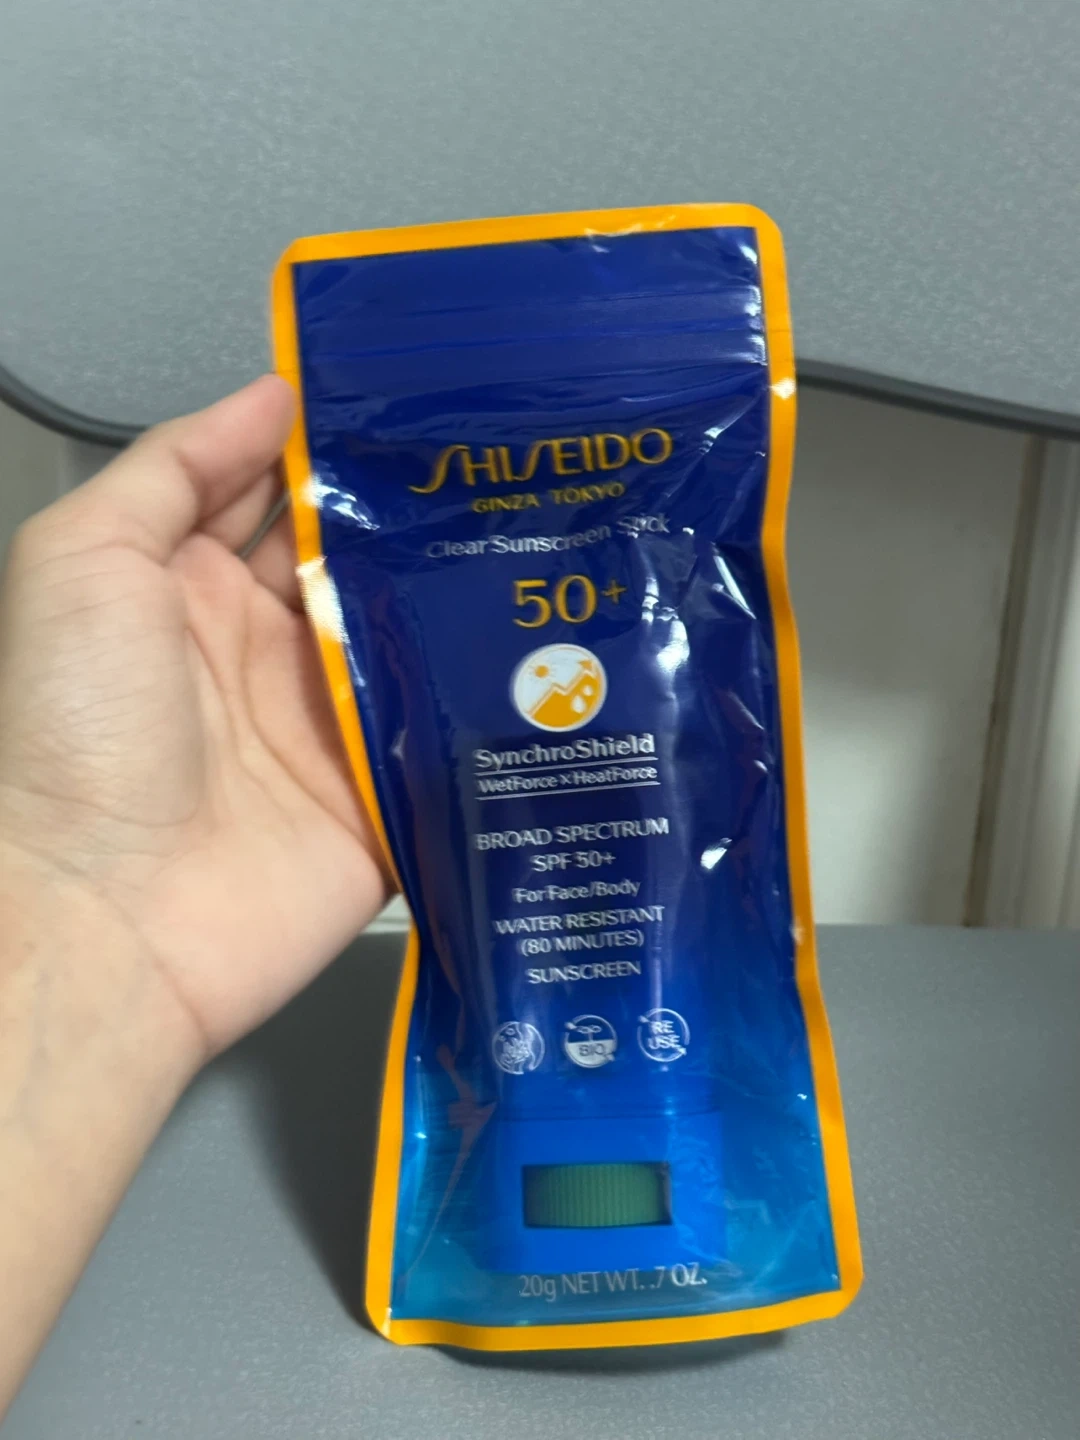 SHISEIDO
GINZA TOKYO
Clear Sunscreen Stick
50+
SynchroShield
WetForce×HeatForce
BROAD SPECTRUM
SPF 50+
For Face/Body
WATER RESISTANT
(80 MINUTES)
SUNSCREEN
BIO
RE
USE
20g NET WT. .7 OZ.